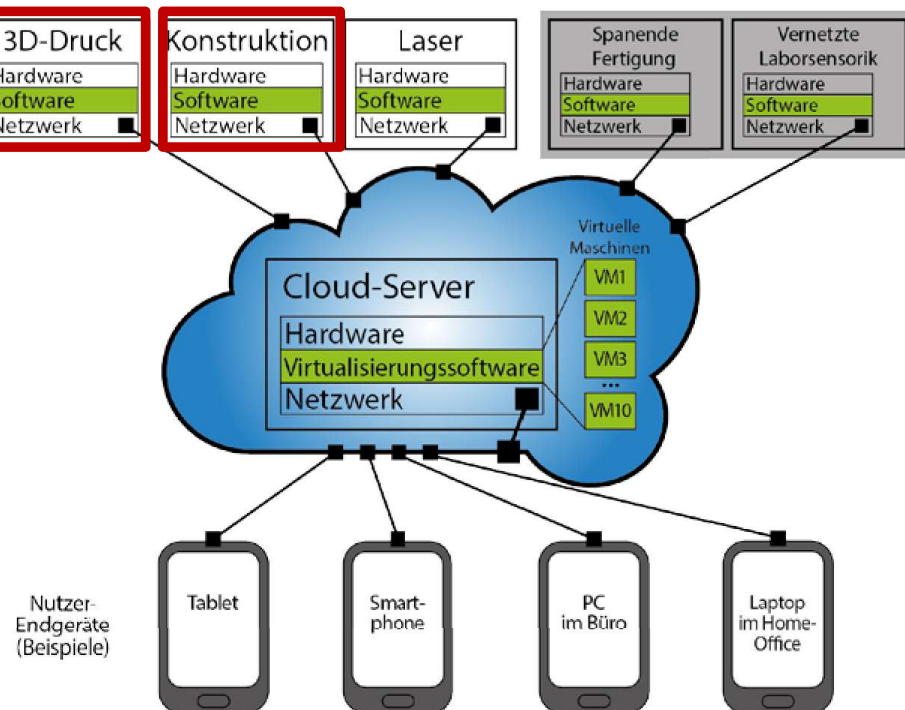 3D-Druck
Hardware
Software
Netzwerk
Konstruktion
Hardware
Software
Netzwerk
Laser
Hardware
Software
Netzwerk
Spanende
Fertigung
Hardware
Software
Netzwerk
Vernetzte
Laborsensorik
Hardware
Software
Netzwerk
Virtuelle
Maschinen
VM1
VM2
VM3
...
VM10
Cloud-Server
Hardware
Virtualisierungssoftware
Netzwerk
Nutzer-
Endgeräte
(Beispiele)
Tablet
Smart-
phone
PC
im Büro
Laptop
im Home-
Office